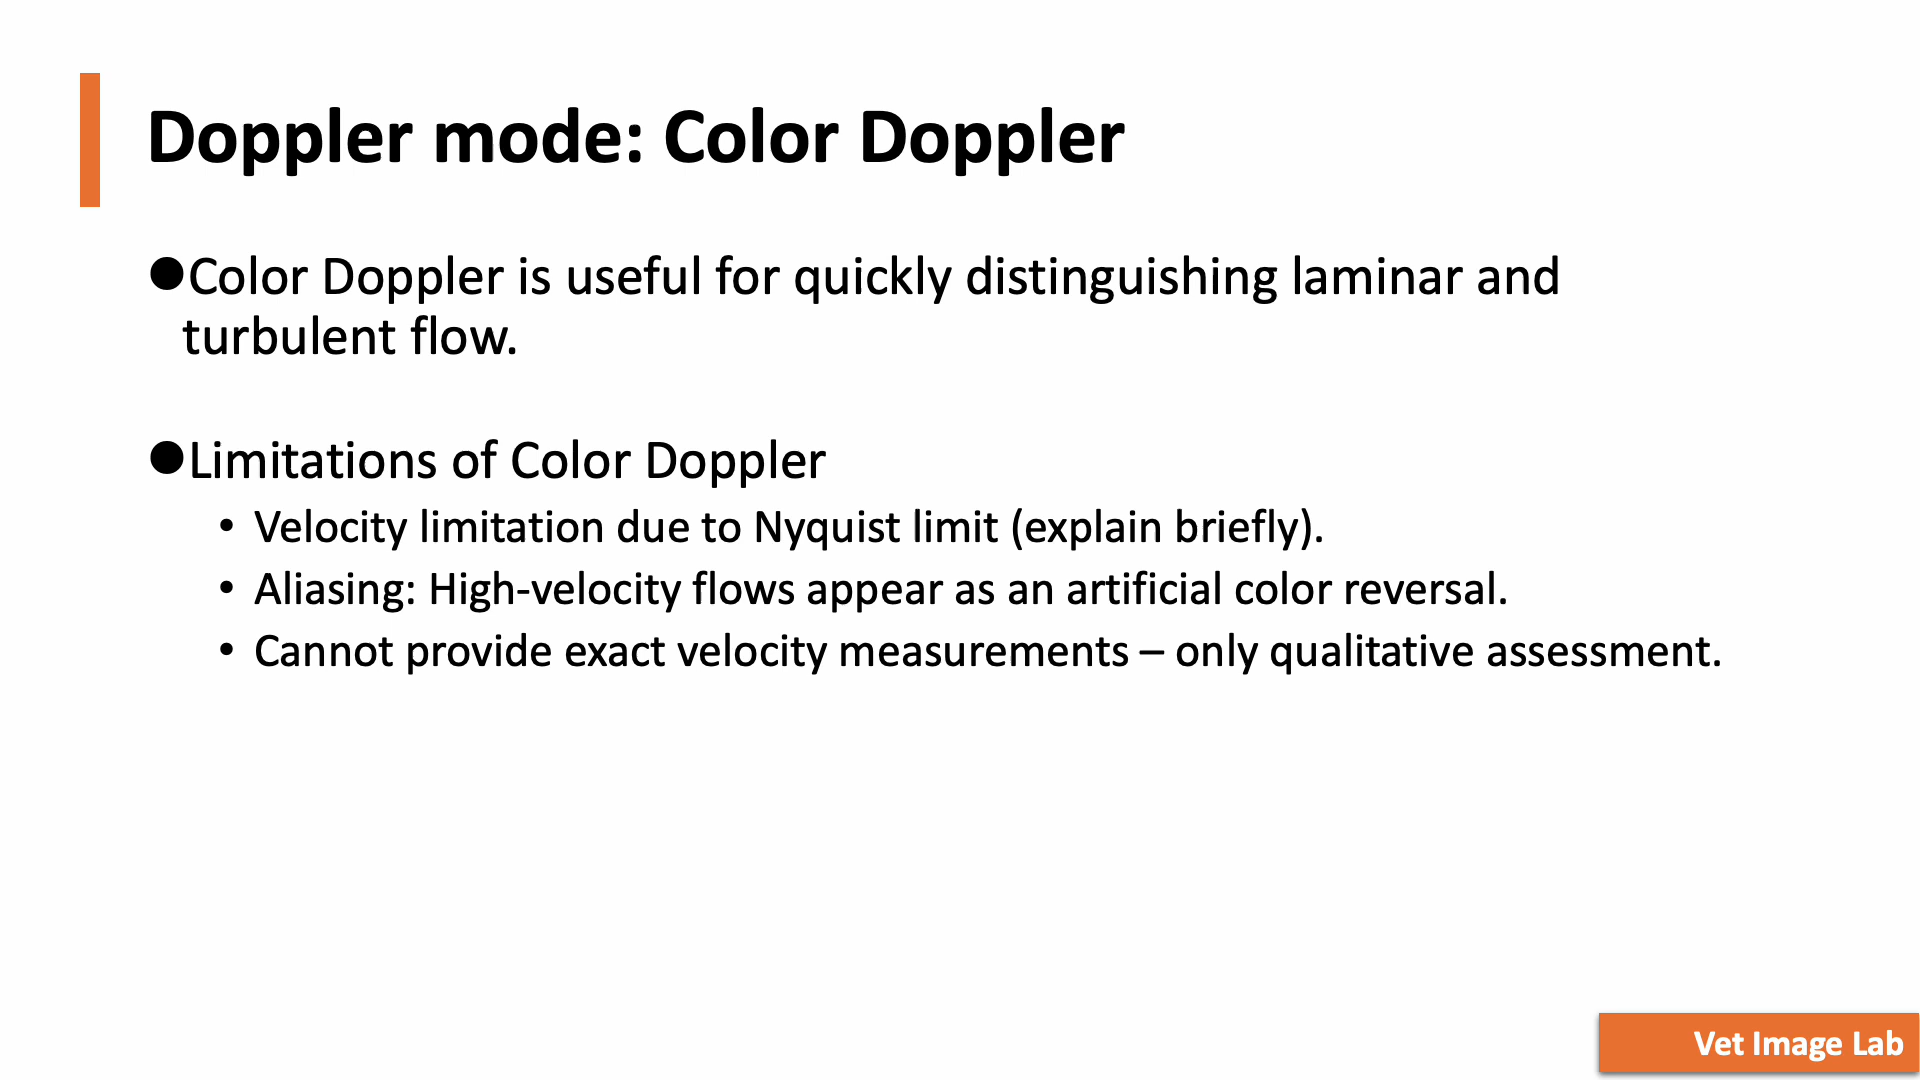 Doppler mode: Color Doppler
●Color Doppler is useful for quickly distinguishing laminar and
turbulent flow.
●Limitations of Color Doppler
• Velocity limitation due to Nyquist limit (explain briefly).
• Aliasing: High-velocity flows appear as an artificial color reversal.
• Cannot provide exact velocity measurements – only qualitative assessment.
Vet Image Lab